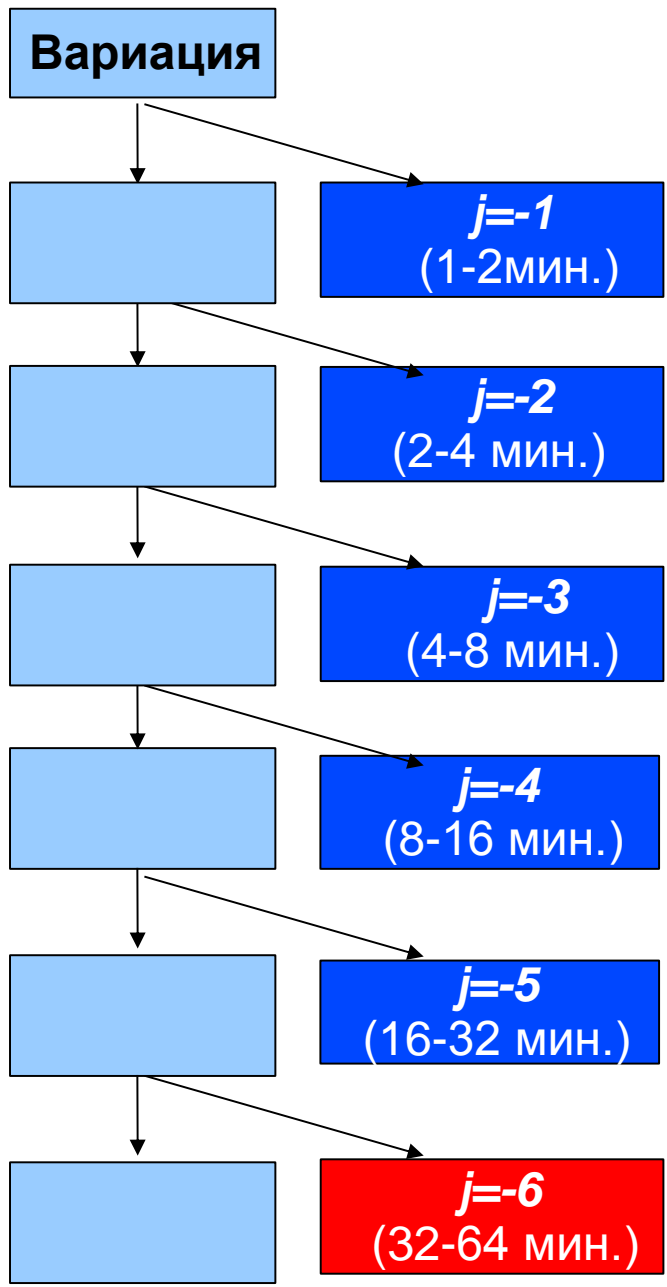 Вариация
j=-1
(1-2мин.)
j=-2
(2-4 мин.)
j=-3
(4-8 мин.)
j=-4
(8-16 мин.)
j=-5
(16-32 мин.)
j=-6
(32-64 мин.)